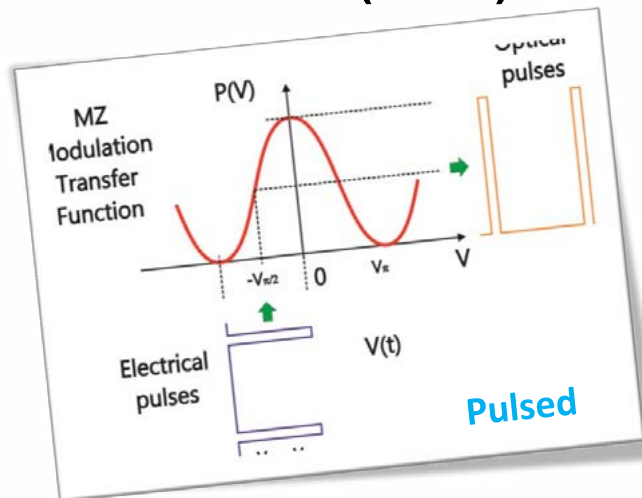 P(V)
MZ
Modulation
Transfer
Function
Optical
pulses
-Vπ/2
0
Vπ
V
Electrical
pulses
V(t)
Pulsed